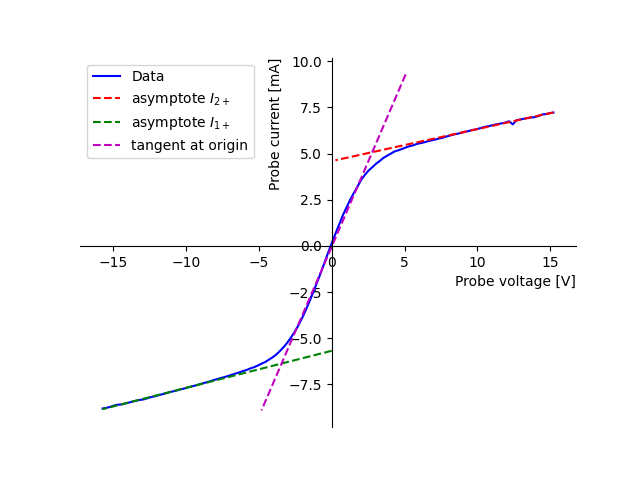 Data
asymptote I₂₊
asymptote I₁₊
tangent at origin
Probe current [mA]
10.0
7.5
5.0
2.5
0.0
−2.5
−5.0
−7.5
−15
−10
−5
0
5
10
15
Probe voltage [V]